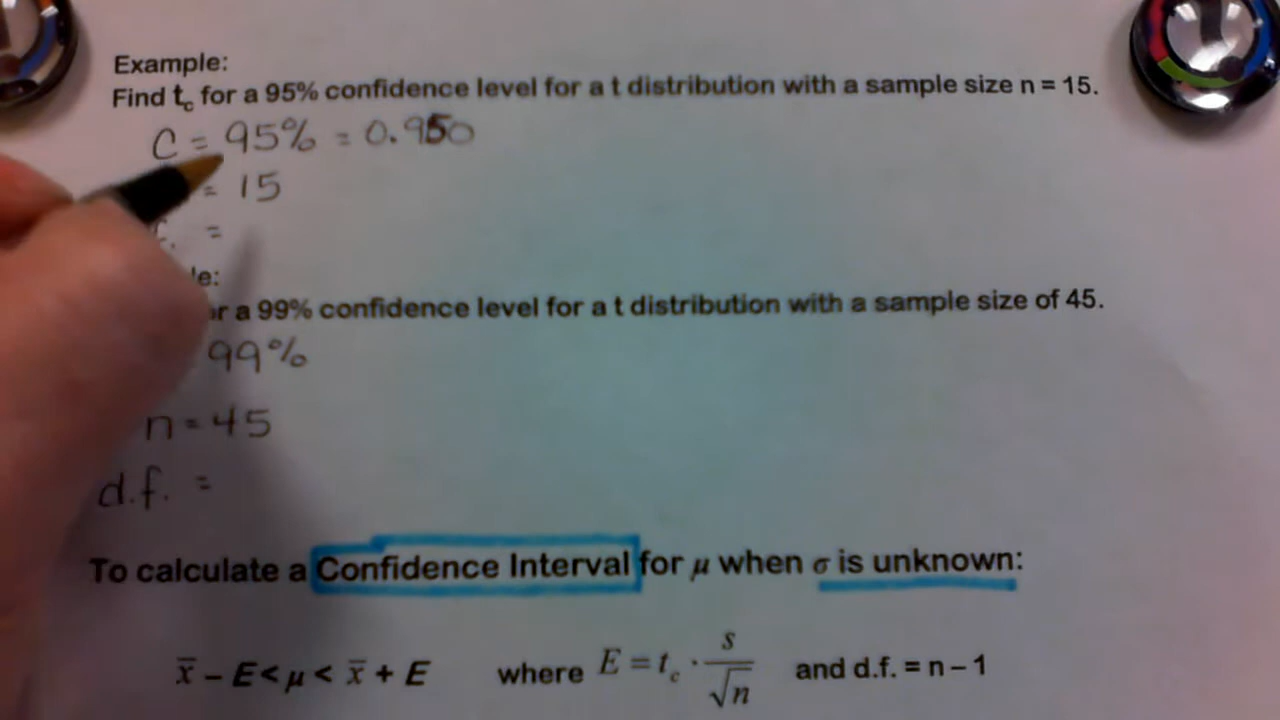 Example:
Find tc for a 95% confidence level for a t distribution with a sample size n = 15.
C = 95% = 0.950
= 15
=
99% confidence level for a t distribution with a sample size of 45.
99%
n = 45
d.f. =
To calculate a Confidence Interval for μ when σ is unknown:
x̄ – E < μ < x̄ + E where E = tc · s/√n and d.f. = n – 1